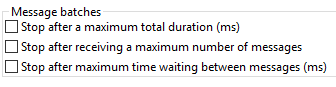 Message batches
Stop after a maximum total duration (ms)
Stop after receiving a maximum number of messages
Stop after maximum time waiting between messages (ms)